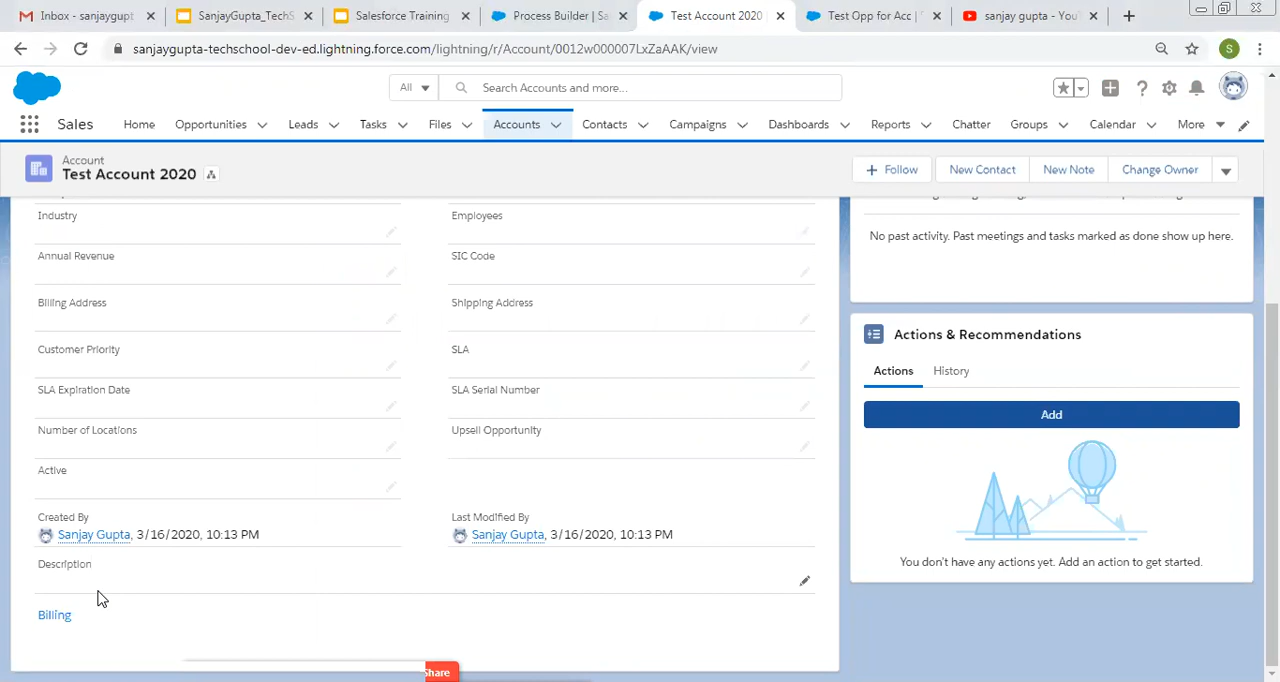 Inbox - sanjaygupt
SanjayGupta_TechS
Salesforce Training
Process Builder | Sa
Test Account 2020
Test Opp for Acc |
sanjay gupta - YouT
sanjaygupta-techschool-dev-ed.lightning.force.com/lightning/r/Account/0012w000007LxZaAAK/view
S
All
Search Accounts and more...
Sales
Home
Opportunities
Leads
Tasks
Files
Accounts
Contacts
Campaigns
Dashboards
Reports
Chatter
Groups
Calendar
More
Account
Test Account 2020
Follow
New Contact
New Note
Change Owner
Industry
Employees
Annual Revenue
SIC Code
Billing Address
Shipping Address
Customer Priority
SLA
SLA Expiration Date
SLA Serial Number
Number of Locations
Upsell Opportunity
Active
Created By
Sanjay Gupta, 3/16/2020, 10:13 PM
Last Modified By
Sanjay Gupta, 3/16/2020, 10:13 PM
Description
Billing
No past activity. Past meetings and tasks marked as done show up here.
Actions & Recommendations
Actions
History
Add
You don't have any actions yet. Add an action to get started.
Share